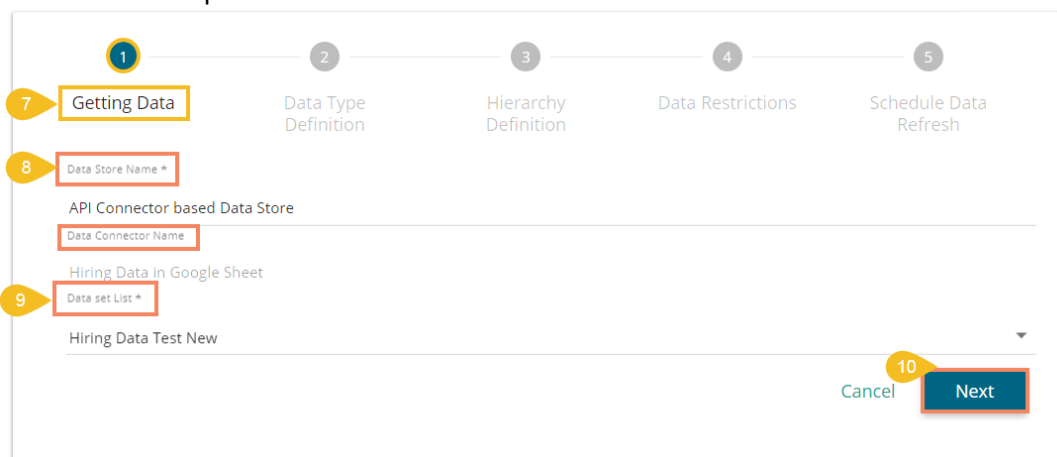 1 2 3 4 5
7 Getting Data Data Type Hierarchy Data Restrictions Schedule Data
Definition Definition Refresh
8 Data Store Name *
API Connector based Data Store
Data Connector Name
Hiring Data in Google Sheet
9 Data set List *
Hiring Data Test New
10
Cancel Next